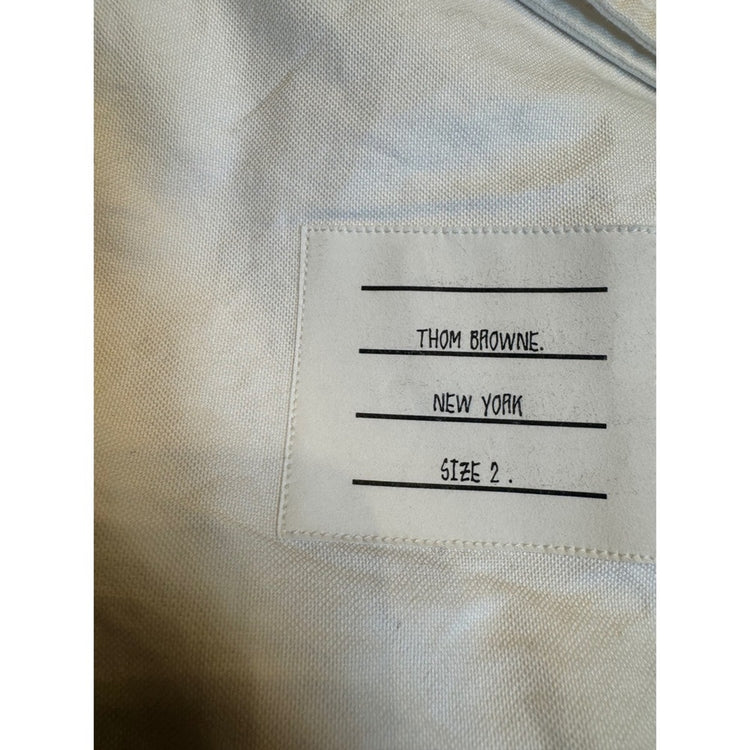 THOM BROWNE.
NEW YORK
SIZE 2 .